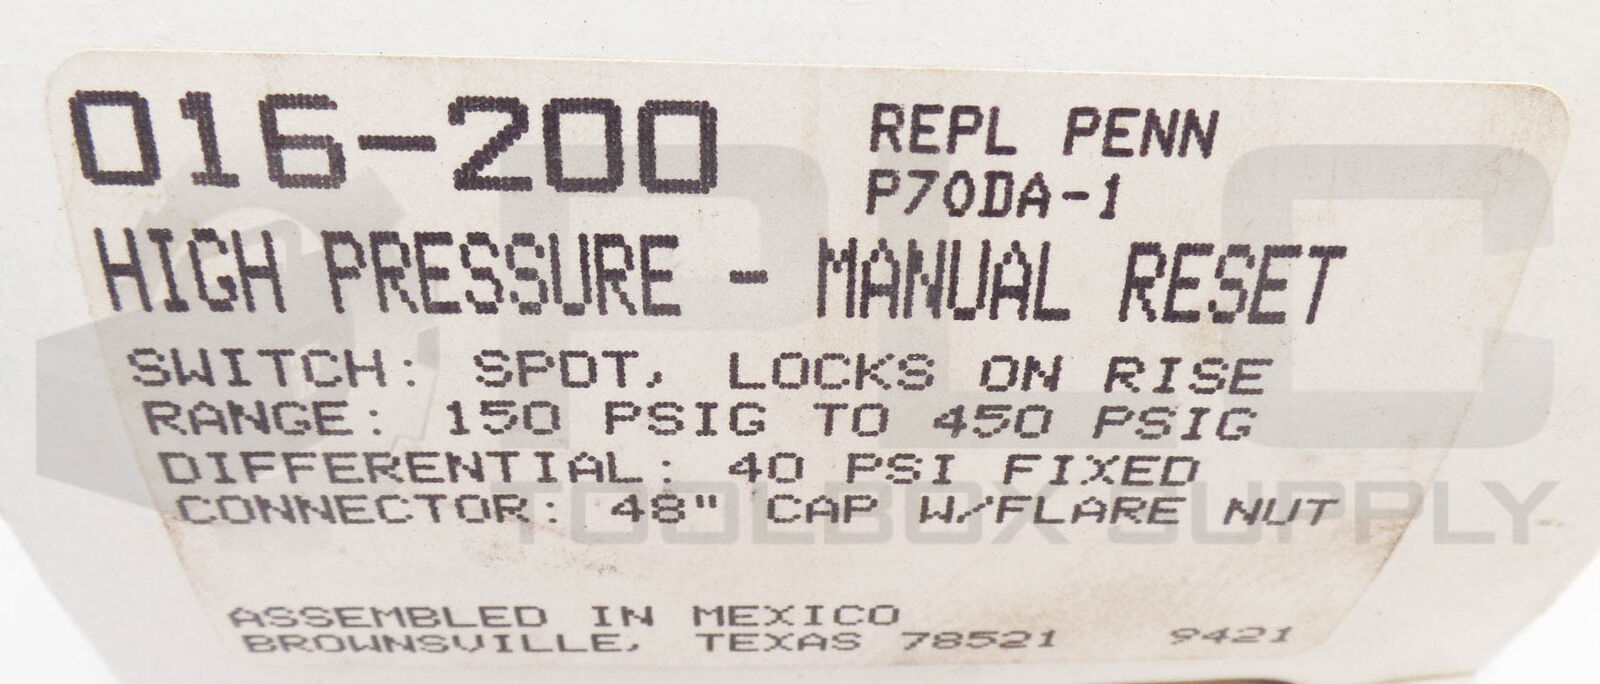 016-200
REPL PENN
P70DA-1
HIGH PRESSURE - MANUAL RESET
SWITCH: SPDT, LOCKS ON RISE
RANGE: 150 PSIG TO 450 PSIG
DIFFERENTIAL: 40 PSI FIXED
CONNECTOR: 48" CAP W/FLARE NUT
ASSEMBLED IN MEXICO
BROWNSVILLE, TEXAS 78521 9421
PLC
TOOLBOX SUPPLY